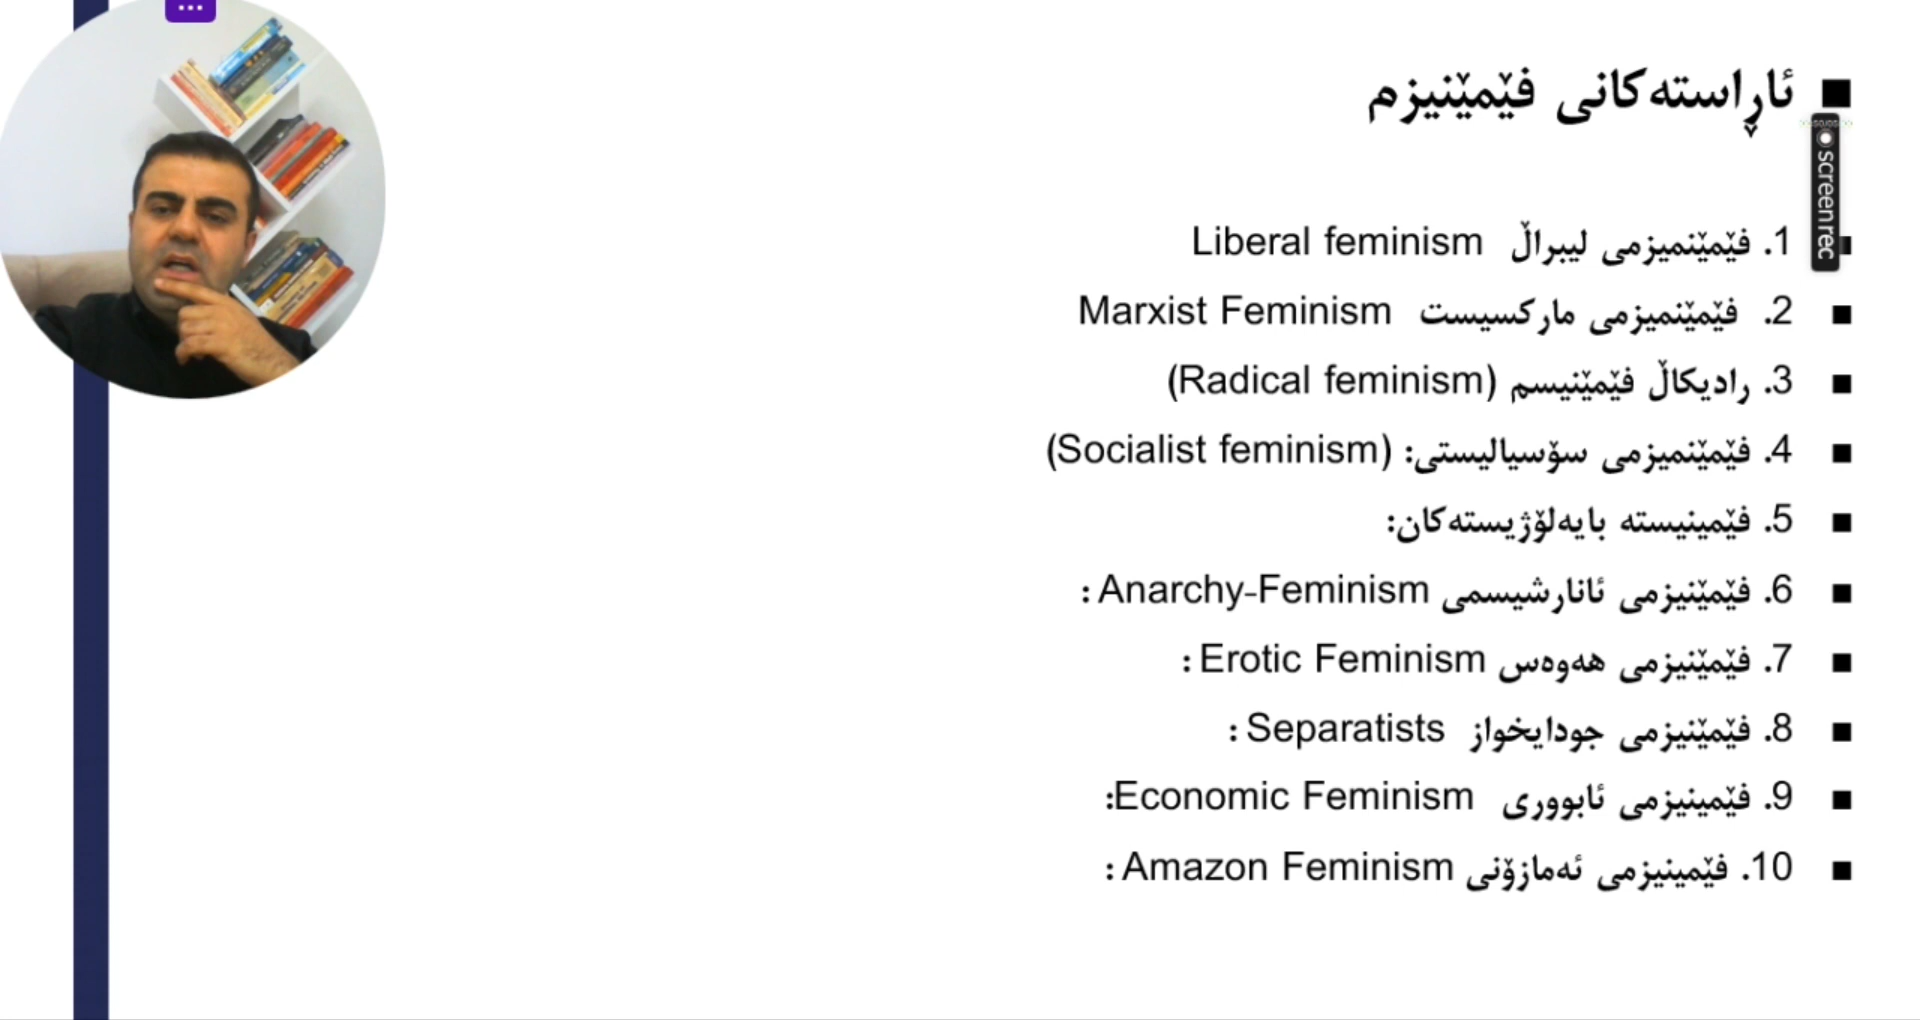 ئاڕاستەکانی فێمێنیزم
1. فێمێنمیزمی لیبراڵ Liberal feminism
2. فێمێنمیزمی مارکسیست Marxist Feminism
3. رادیکاڵ فێمێنیسم (Radical feminism)
4. فێمێنمیزمی سۆسیالیستی: (Socialist feminism)
5. فێمینیستە بایەلۆژیستەکان:
6. فێمێنیزمی ئانارشیسمی Anarchy-Feminism :
7. فێمێنیزمی هەوەس Erotic Feminism :
8. فێمێنیزمی جودایخواز Separatists :
9. فێمینیزمی ئابووری Economic Feminism:
10. فێمینیزمی ئەمازۆنی Amazon Feminism :
screenrec